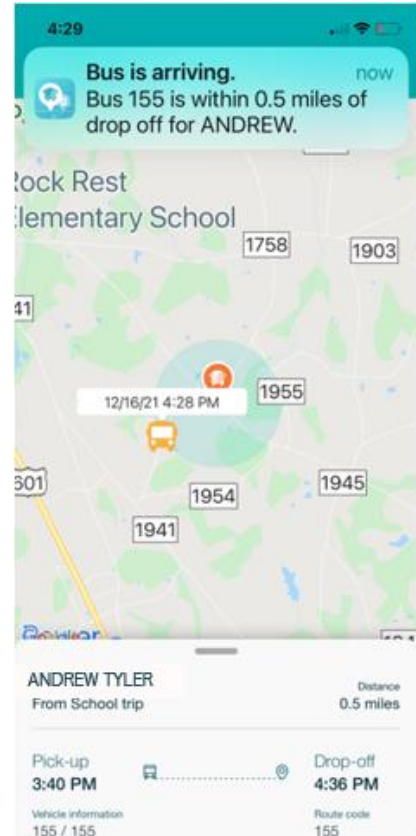 4:29
Bus is arriving.
now
Bus 155 is within 0.5 miles of
drop off for ANDREW.
Rock Rest
Elementary School
1758
1903
41
1955
12/16/21 4:28 PM
601
1954
1945
1941
ANDREW TYLER
Distance
From School trip
0.5 miles
Pick-up
Drop-off
3:40 PM
4:36 PM
Vehicle information
Route code
155 / 155
155